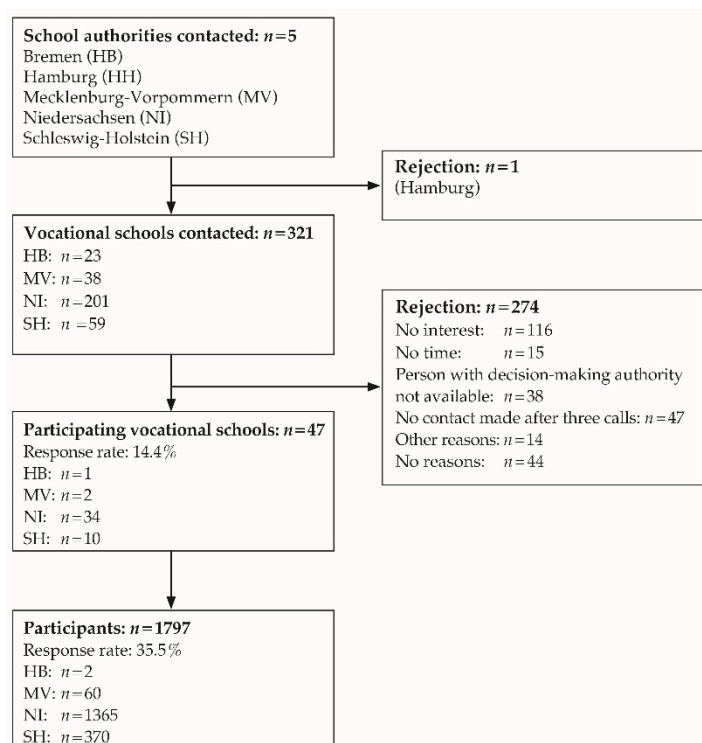 School authorities contacted: n=5
Bremen (HB)
Hamburg (HH)
Mecklenburg-Vorpommern (MV)
Niedersachsen (NI)
Schleswig-Holstein (SH)
Rejection: n=1
(Hamburg)
Vocational schools contacted: n=321
HB: n=23
MV: n=38
NI: n=201
SH: n=59
Rejection: n=274
No interest: n=116
No time: n=15
Person with decision-making authority
not available: n=38
No contact made after three calls: n=47
Other reasons: n=14
No reasons: n=44
Participating vocational schools: n=47
Response rate: 14.4%
HB: n=1
MV: n=2
NI: n=34
SH: n=10
Participants: n=1797
Response rate: 35.5%
HB: n=2
MV: n=60
NI: n=1365
SH: n=370